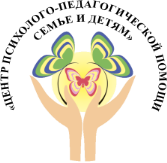 «ЦЕНТР ПСИХОЛОГО-ПЕДАГОГИЧЕСКОЙ ПОМОЩИ
СЕМЬЕ И ДЕТЯМ»